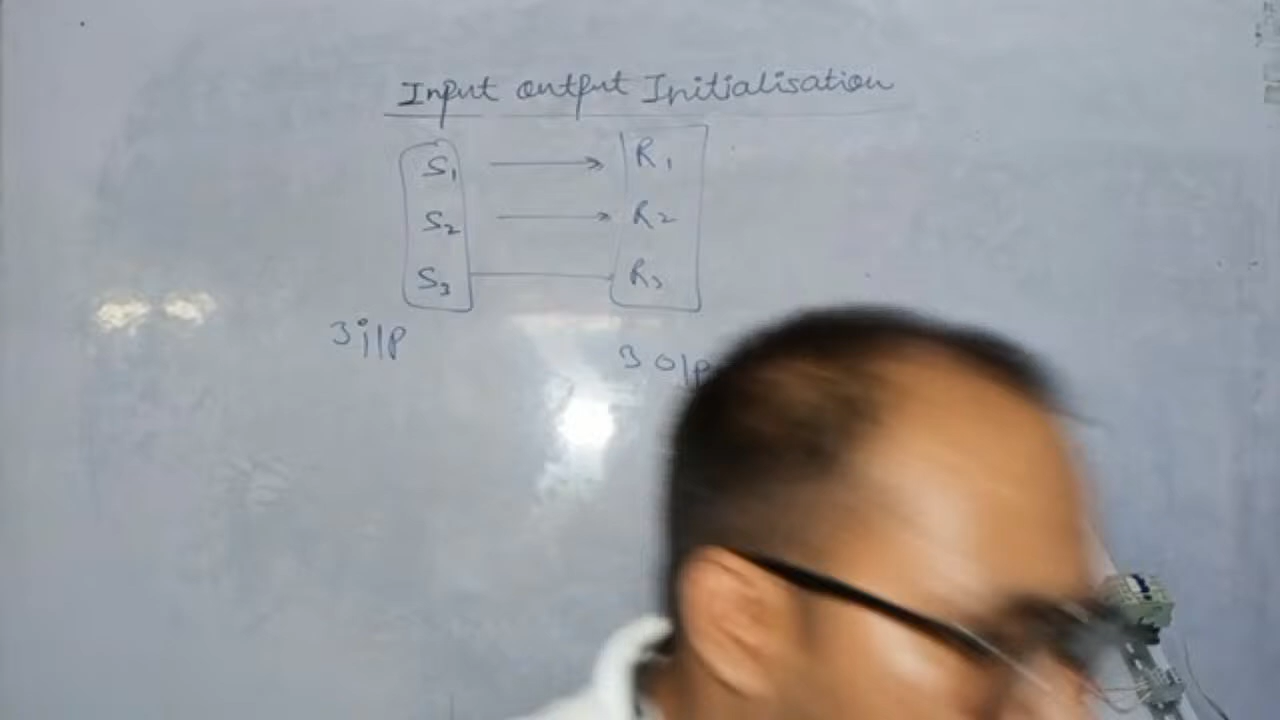 Input output Initialisation
S1 → R1
S2 → R2
S3 R3
3 i/p 3 o/p